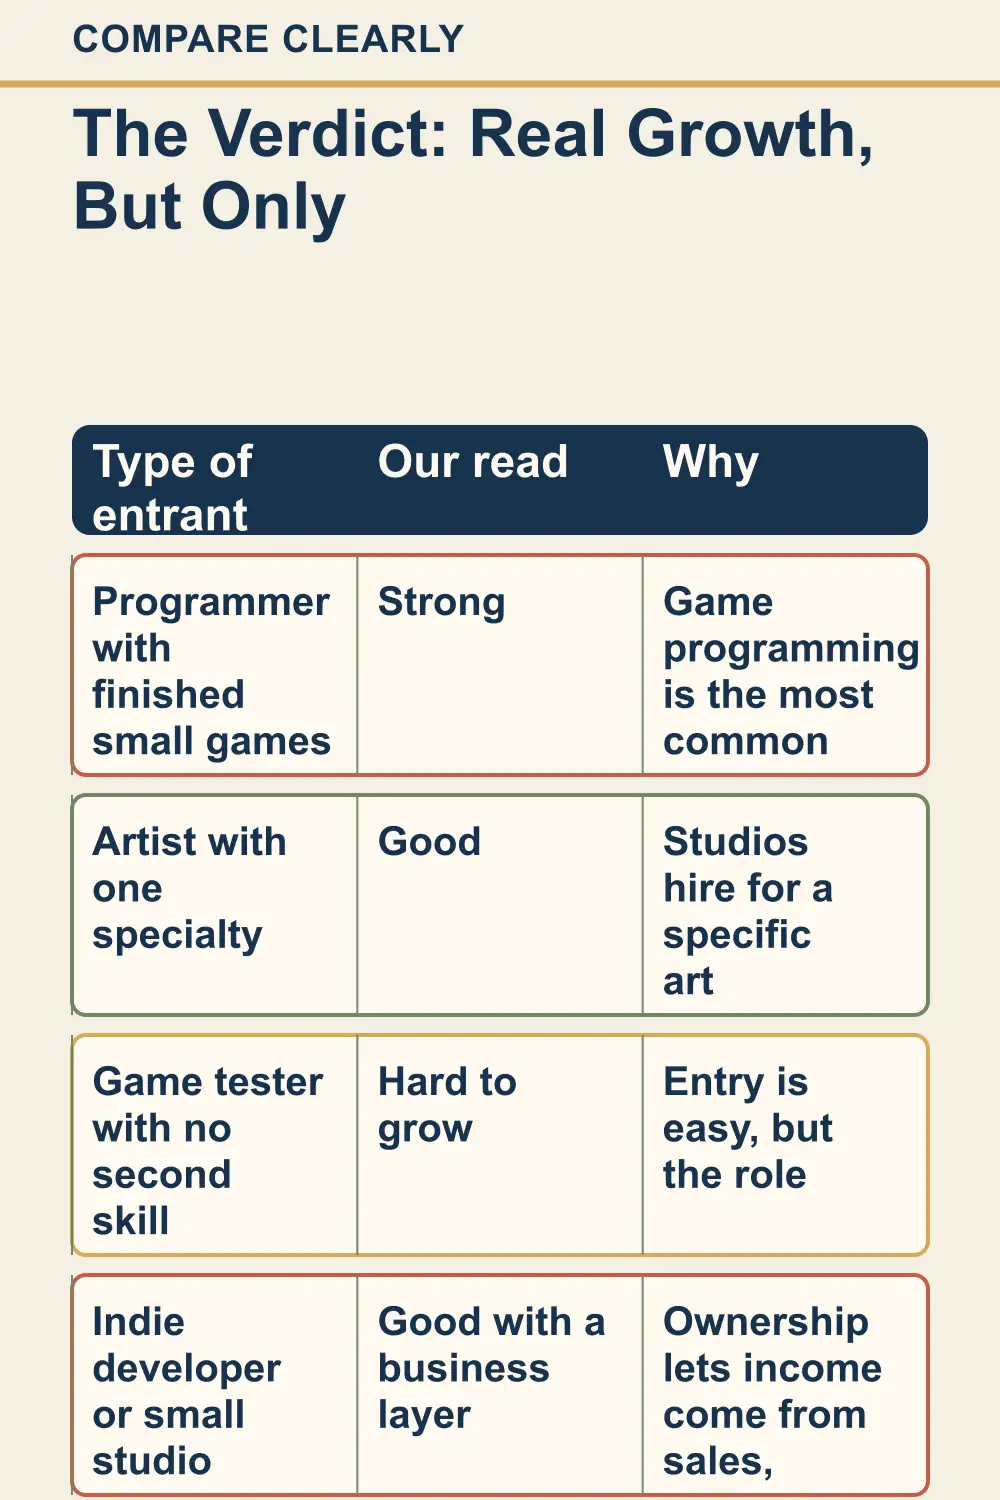 COMPARE CLEARLY
The Verdict: Real Growth,
But Only
Type of
entrant
Our read
Why
Programmer
with
finished
small games
Strong
Game
programming
is the most
common
Artist with
one
specialty
Good
Studios
hire for a
specific
art
Game tester
with no
second
skill
Hard to
grow
Entry is
easy, but
the role
Indie
developer
or small
studio
Good with a
business
layer
Ownership
lets income
come from
sales,